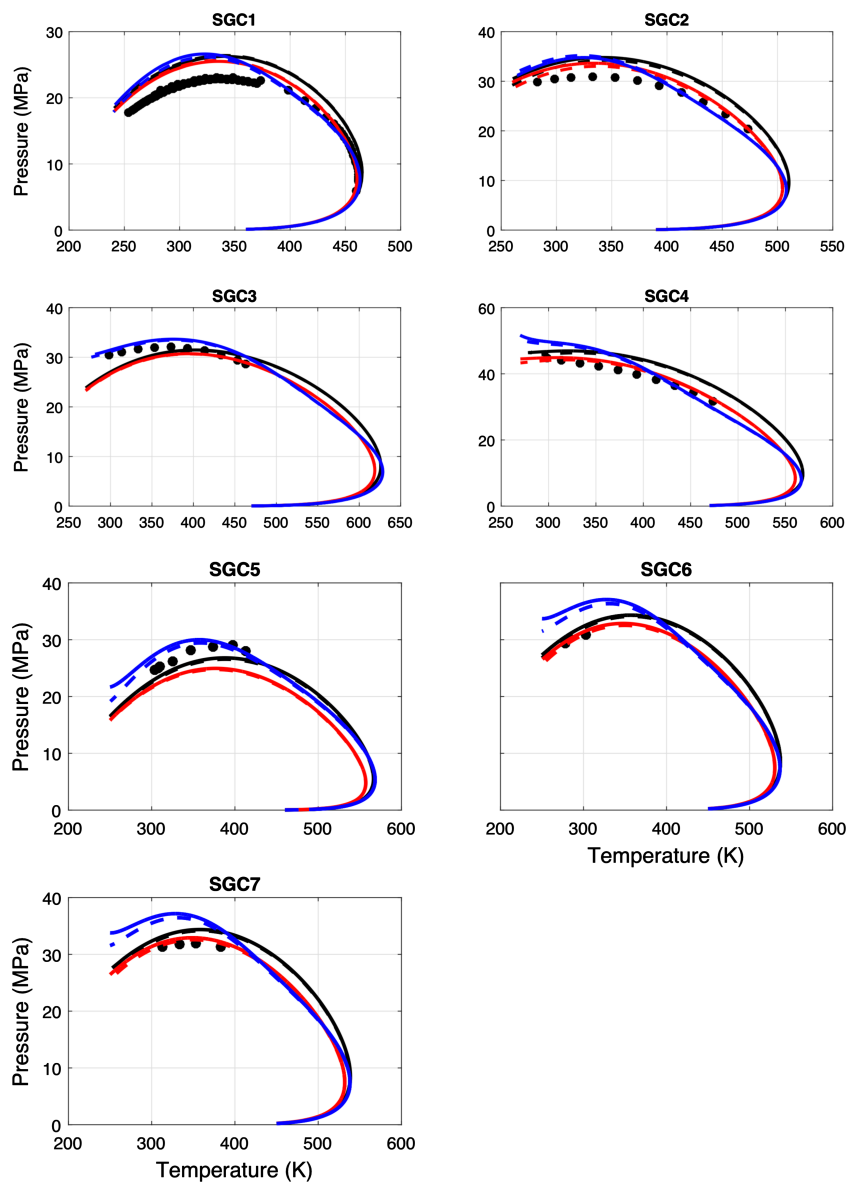 SGC1
SGC2
30
20
10
0
Pressure (MPa)
200 250 300 350 400 450 500
40
30
20
10
0
250 300 350 400 450 500 550
SGC3
SGC4
40
30
20
10
0
Pressure (MPa)
250 300 350 400 450 500 550 600 650
60
40
20
0
250 300 350 400 450 500 550 600
SGC5
SGC6
40
30
20
10
0
Pressure (MPa)
200 300 400 500 600
200 300 400 500 600
Temperature (K)
SGC7
40
30
20
10
0
Pressure (MPa)
200 300 400 500 600
Temperature (K)